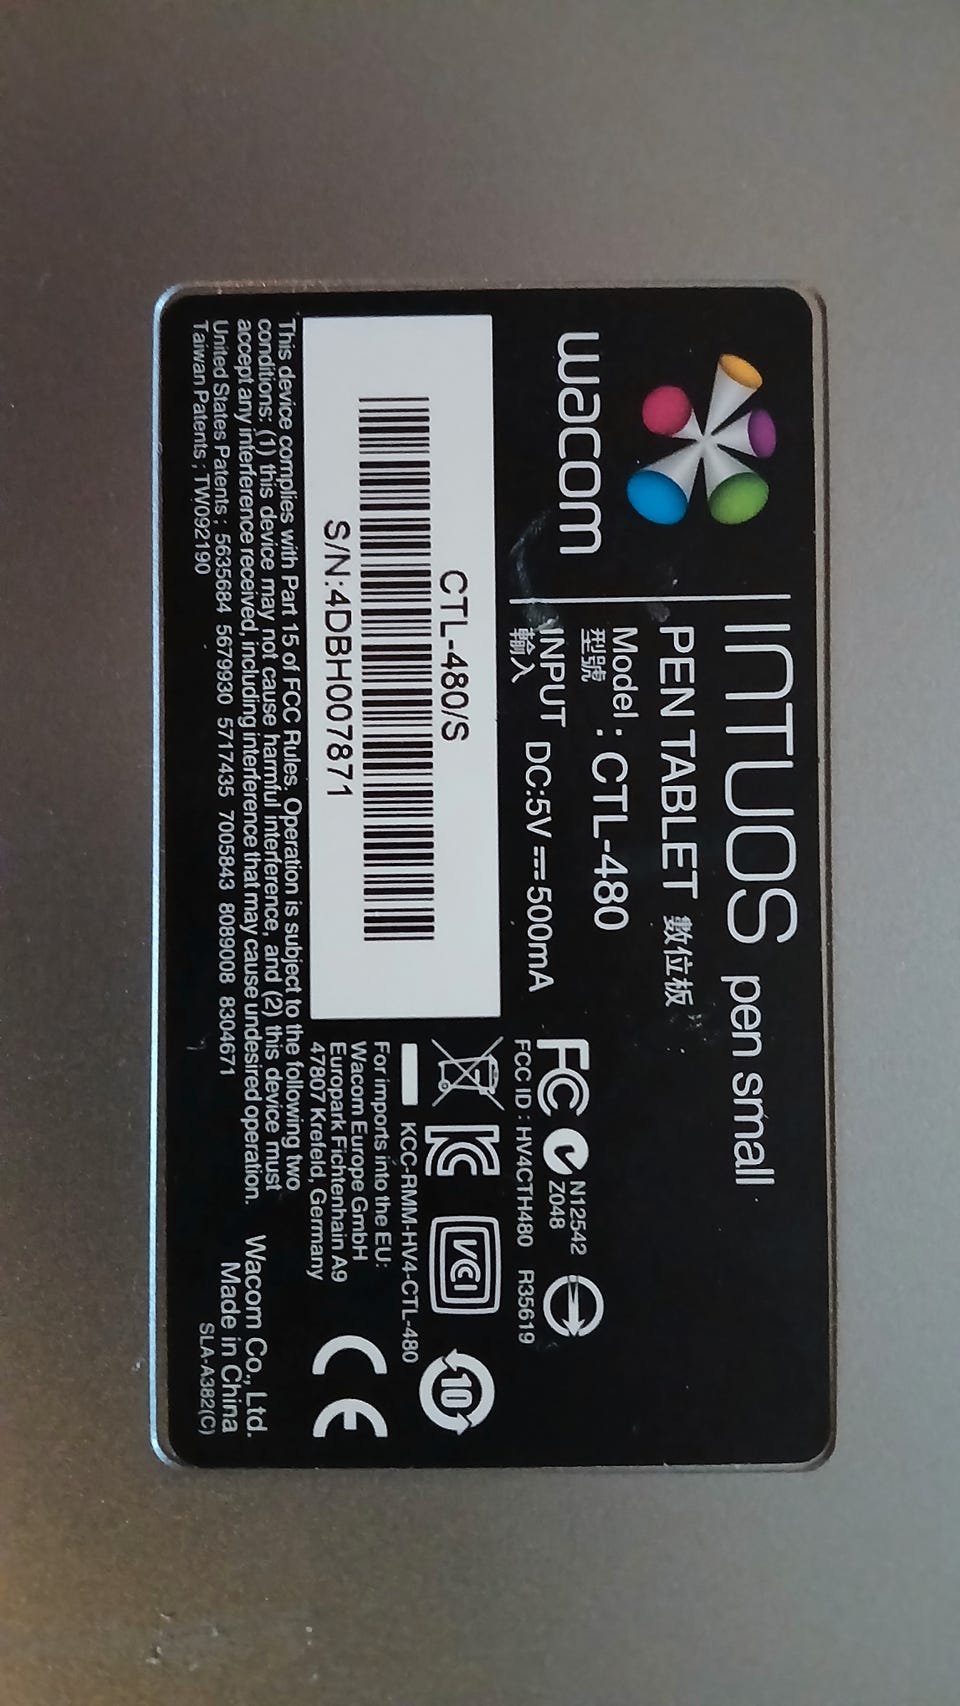 wacom
INTUOS pen small
PEN TABLET 數位板
Model : CTL-480
型號
INPUT DC:5V ⎓ 500mA
輸入
FC N12542
Z048
FCC ID : HV4CTH480 R35619
CTL-480/S
S/N:4DBH007871
VCCI
10
KCC-RMM-HV4-CTL-480
For imports into the EU:
Wacom Europe GmbH
Europark Fichtenhain A9
47807 Krefeld, Germany
CE
This device complies with Part 15 of FCC Rules. Operation is subject to the following two
conditions: (1) this device may not cause harmful interference, and (2) this device must
accept any interference received, including interference that may cause undesired operation.
United States Patents ; 5635684 5679930 5717435 7005843 8089008 8304671
Taiwan Patents ; TW092190
Wacom Co., Ltd.
Made in China
SLA-A382(C)